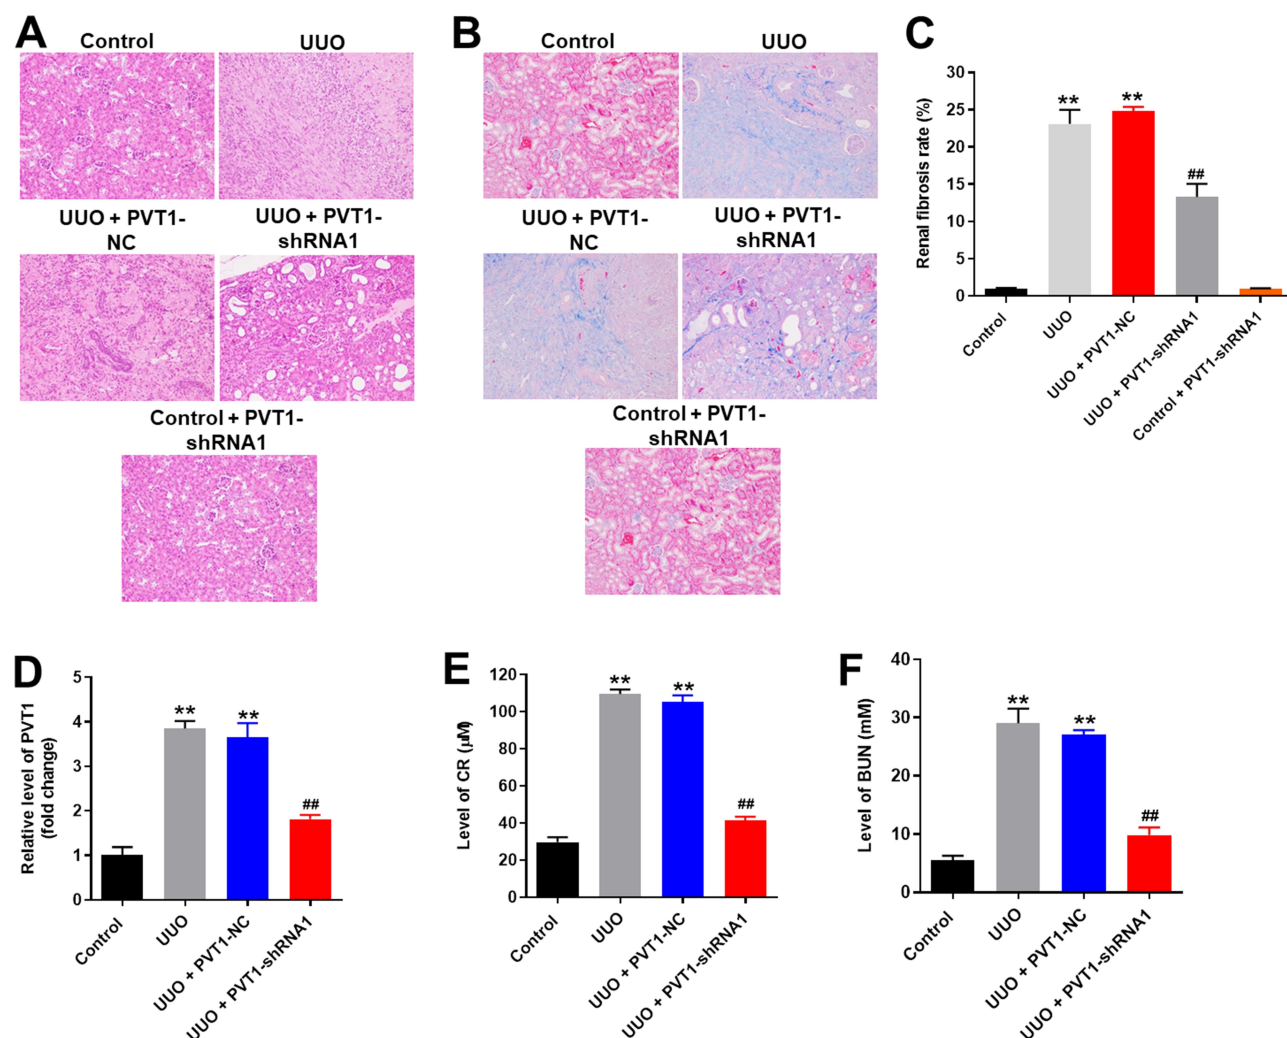 A
Control
UUO
UUO + PVT1-
NC
UUO + PVT1-
shRNA1
Control + PVT1-
shRNA1
B
Control
UUO
UUO + PVT1-
NC
UUO + PVT1-
shRNA1
Control + PVT1-
shRNA1
C
Renal fibrosis rate (%)
30
25
20
15
10
5
0
**
**
##
Control
UUO
UUO + PVT1-NC
UUO + PVT1-shRNA1
Control + PVT1-shRNA1
D
Relative level of PVT1
(fold change)
5
4
3
2
1
0
**
**
##
Control
UUO
UUO + PVT1-NC
UUO + PVT1-shRNA1
E
Level of CR (μM)
120
100
80
60
40
20
0
**
**
##
Control
UUO
UUO + PVT1-NC
UUO + PVT1-shRNA1
F
Level of BUN (mM)
40
30
20
10
0
**
**
##
Control
UUO
UUO + PVT1-NC
UUO + PVT1-shRNA1